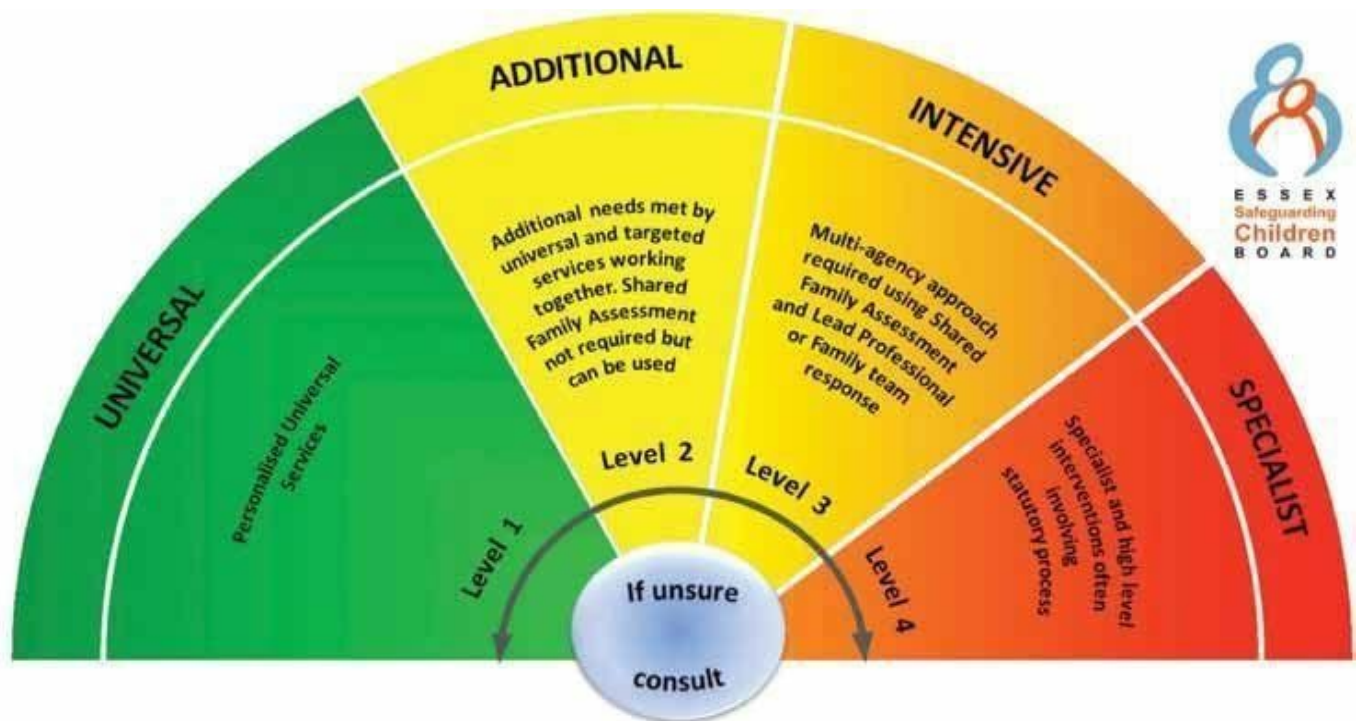 UNIVERSAL
Personalised Universal
Services
Level 1
ADDITIONAL
Additional needs met by
universal and targeted
services working
together. Shared
Family Assessment
not required but
can be used
Level 2
INTENSIVE
Multi-agency approach
required using Shared
Family Assessment
and Lead Professional
or Family team
response
Level 3
SPECIALIST
Specialist and high level
interventions often
involving
statutory process
Level 4
If unsure
consult
ESSEX
Safeguarding
Children
BOARD